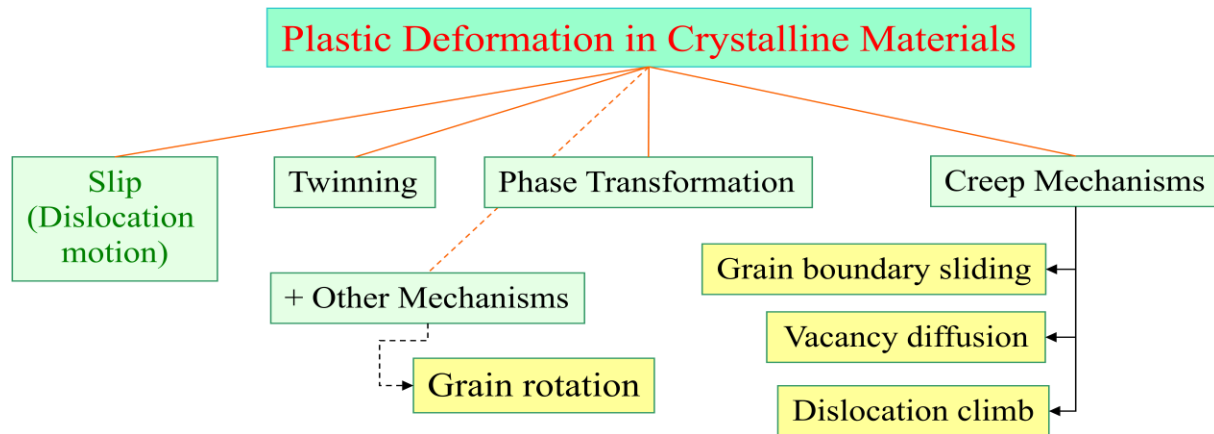 Plastic Deformation in Crystalline Materials
Slip
(Dislocation
motion)
Twinning
Phase Transformation
Creep Mechanisms
Grain boundary sliding
+ Other Mechanisms
Vacancy diffusion
Grain rotation
Dislocation climb